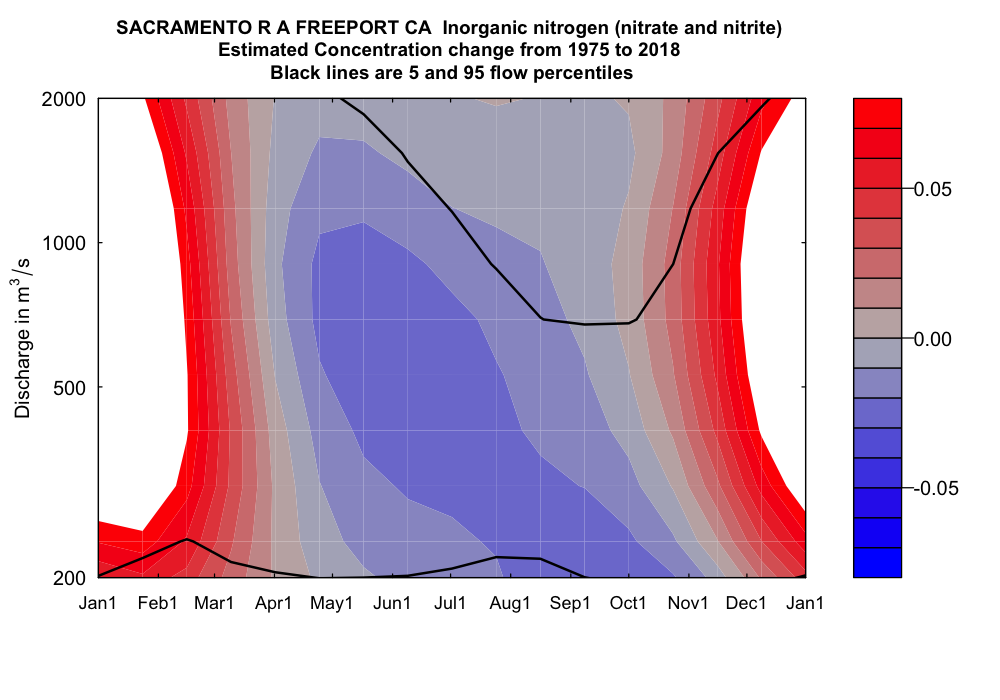 SACRAMENTO R A FREEPORT CA  Inorganic nitrogen (nitrate and nitrite)
Estimated Concentration change from 1975 to 2018
Black lines are 5 and 95 flow percentiles
2000
1000
500
200
Discharge in m³/s
Jan1 Feb1 Mar1 Apr1 May1 Jun1 Jul1 Aug1 Sep1 Oct1 Nov1 Dec1 Jan1
0.05
0.00
-0.05